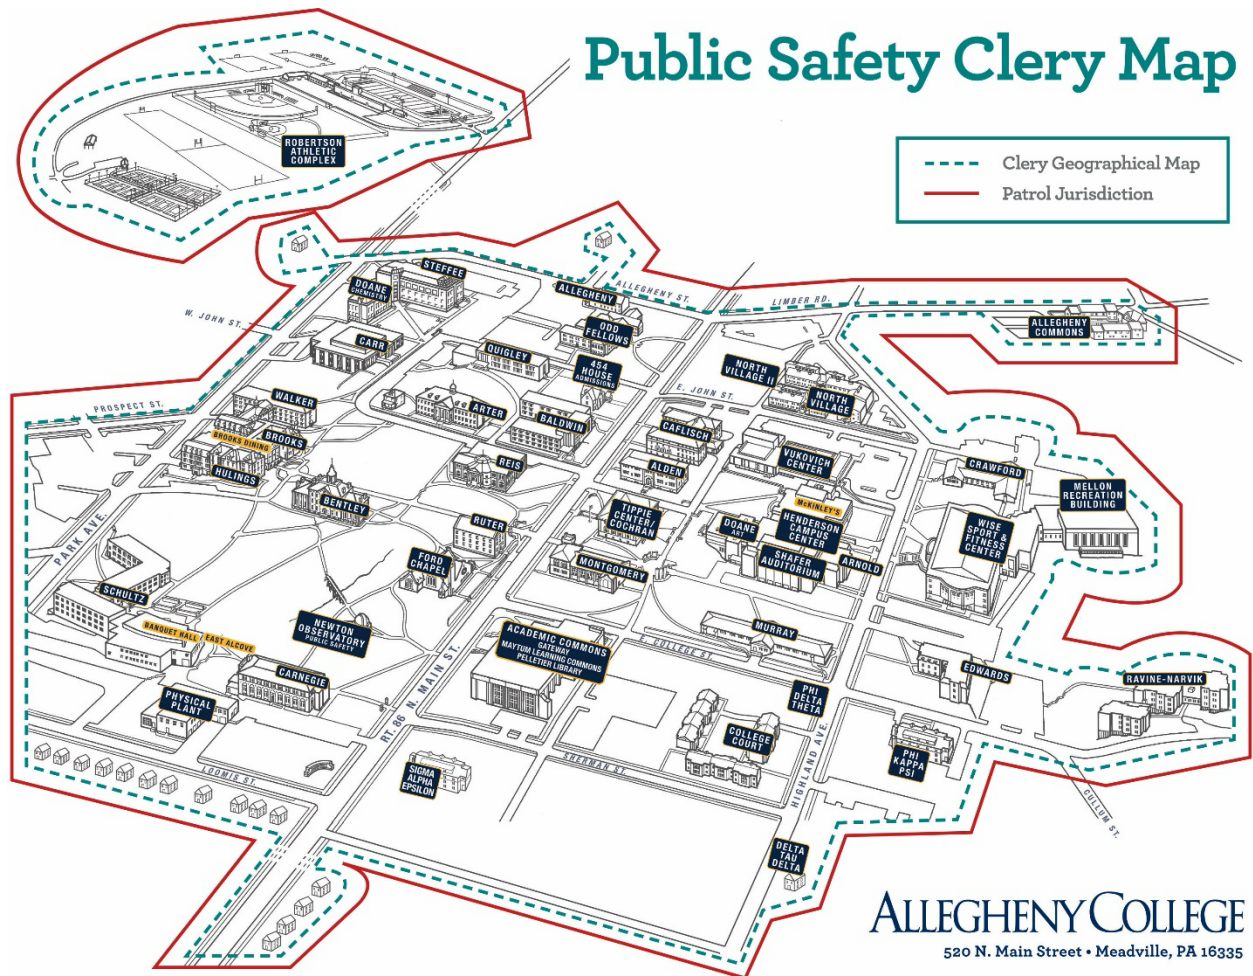 Public Safety Clery Map
Clery Geographical Map
Patrol Jurisdiction
ROBERTSON
ATHLETIC
COMPLEX
STEFFEE
DOANE
CHEMISTRY
ALLEGHENY
ALLEGHENY ST.
LIMBER RD.
ALLEGHENY
COMMONS
W. JOHN ST.
ODD
FELLOWS
CARR
QUIGLEY
454
HOUSE
ADMISSIONS
NORTH
VILLAGE II
E. JOHN ST.
NORTH
VILLAGE
PROSPECT ST.
WALKER
ARTER
BALDWIN
CAFLISCH
BROOKS DINING
BROOKS
HULINGS
REIS
ALDEN
VUKOVICH
CENTER
CRAWFORD
MELLON
RECREATION
BUILDING
BENTLEY
McKINLEY'S
RUTER
TIPPIE
CENTER/
COCHRAN
DOANE
ART
HENDERSON
CAMPUS
CENTER
WISE
SPORT &
FITNESS
CENTER
PARK AVE.
FORD
CHAPEL
MONTGOMERY
SHAFER
AUDITORIUM
ARNOLD
SCHULTZ
BANQUET HALL
EAST ALCOVE
NEWTON
OBSERVATORY
PUBLIC SAFETY
ACADEMIC COMMONS
GATEWAY
MAYTUM LEARNING COMMONS
PELLETIER LIBRARY
MURRAY
E. COLLEGE ST.
EDWARDS
RAVINE-NARVIK
CARNEGIE
PHYSICAL
PLANT
RT. 86 N. MAIN ST.
PHI
DELTA
THETA
COLLEGE
COURT
PHI
KAPPA
PSI
LOOMIS ST.
SIGMA
ALPHA
EPSILON
SHERMAN ST.
HIGHLAND AVE.
CULLUM ST.
DELTA
TAU
DELTA
ALLEGHENY COLLEGE
520 N. Main Street • Meadville, PA 16335